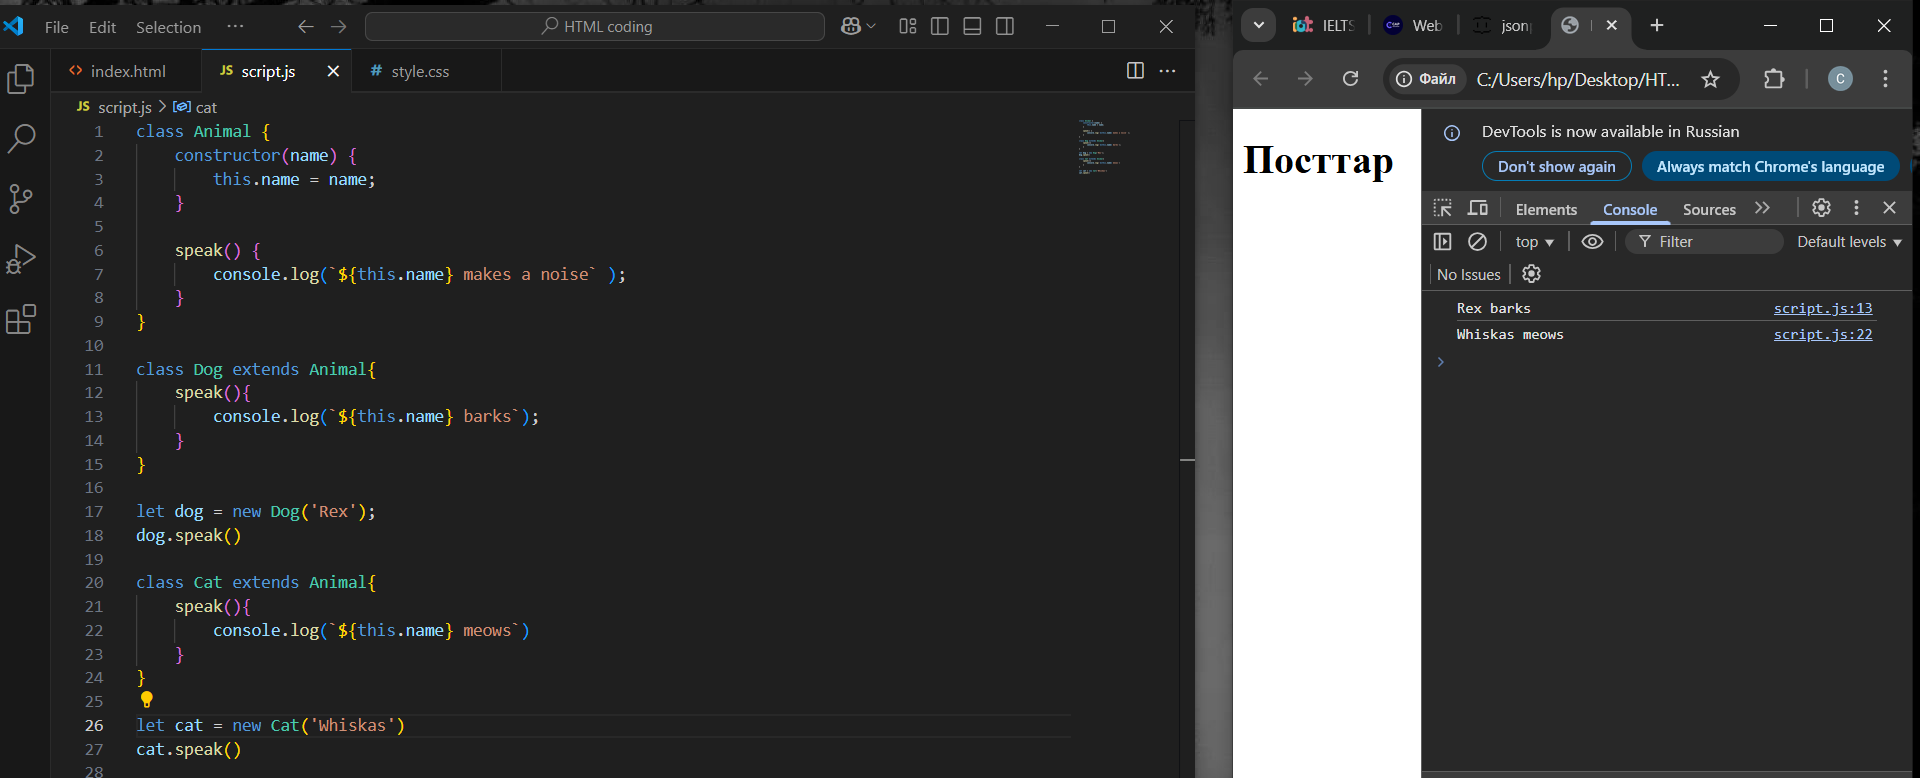 File Edit Selection ··· HTML coding
index.html script.js style.css
JS script.js > cat
1 class Animal {
2 constructor(name) {
3 this.name = name;
4 }
5
6 speak() {
7 console.log(`${this.name} makes a noise` );
8 }
9 }
10
11 class Dog extends Animal{
12 speak(){
13 console.log(`${this.name} barks`);
14 }
15 }
16
17 let dog = new Dog('Rex');
18 dog.speak()
19
20 class Cat extends Animal{
21 speak(){
22 console.log(`${this.name} meows`)
23 }
24 }
25
26 let cat = new Cat('Whiskas')
27 cat.speak()
28
IELTS Web json
Файл C:/Users/hp/Desktop/HT... C
Посттар
DevTools is now available in Russian
Don't show again Always match Chrome's language
Elements Console Sources
top Filter Default levels
No Issues
Rex barks script.js:13
Whiskas meows script.js:22